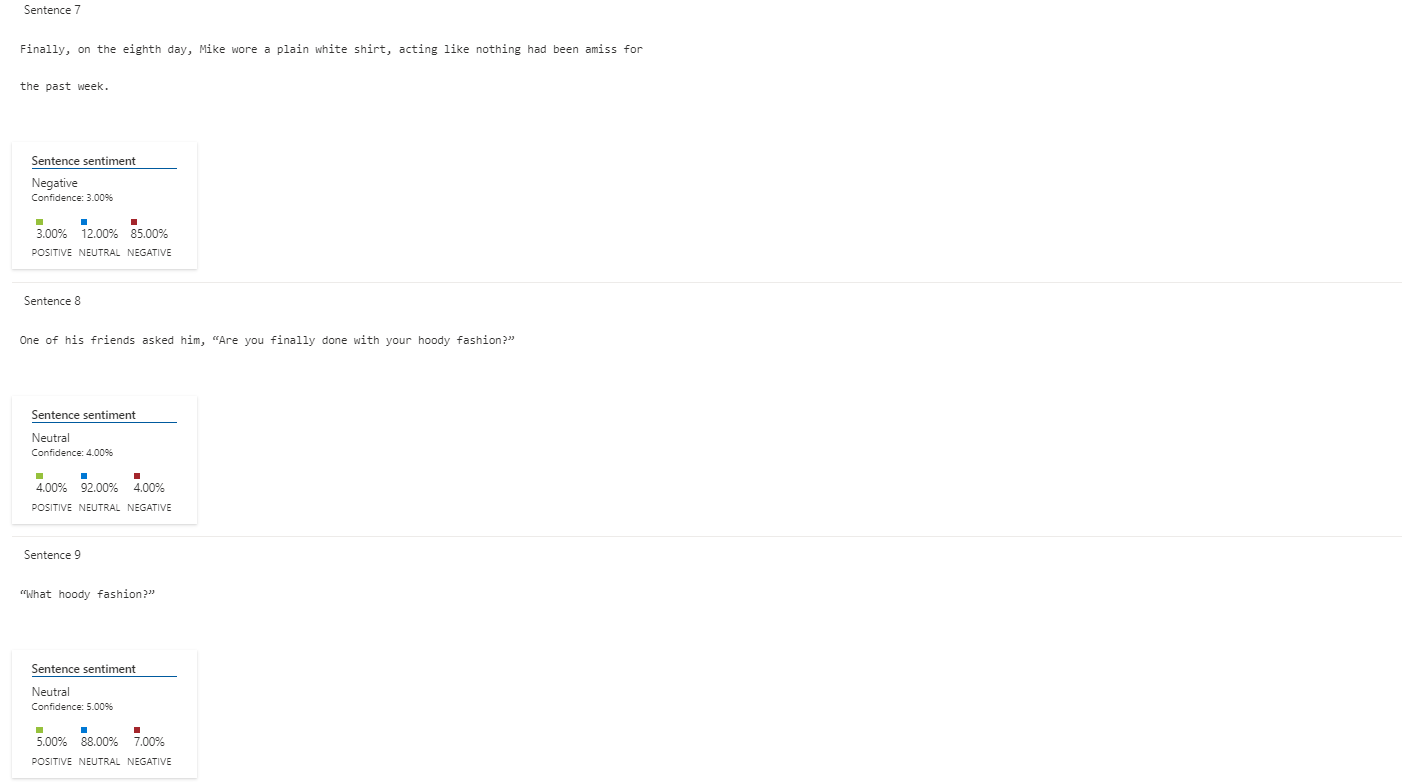 Sentence 7
Finally, on the eighth day, Mike wore a plain white shirt, acting like nothing had been amiss for
the past week.
Sentence sentiment
Negative
Confidence: 3.00%
3.00% 12.00% 85.00%
POSITIVE NEUTRAL NEGATIVE
Sentence 8
One of his friends asked him, “Are you finally done with your hoody fashion?”
Sentence sentiment
Neutral
Confidence: 4.00%
4.00% 92.00% 4.00%
POSITIVE NEUTRAL NEGATIVE
Sentence 9
“What hoody fashion?”
Sentence sentiment
Neutral
Confidence: 5.00%
5.00% 88.00% 7.00%
POSITIVE NEUTRAL NEGATIVE